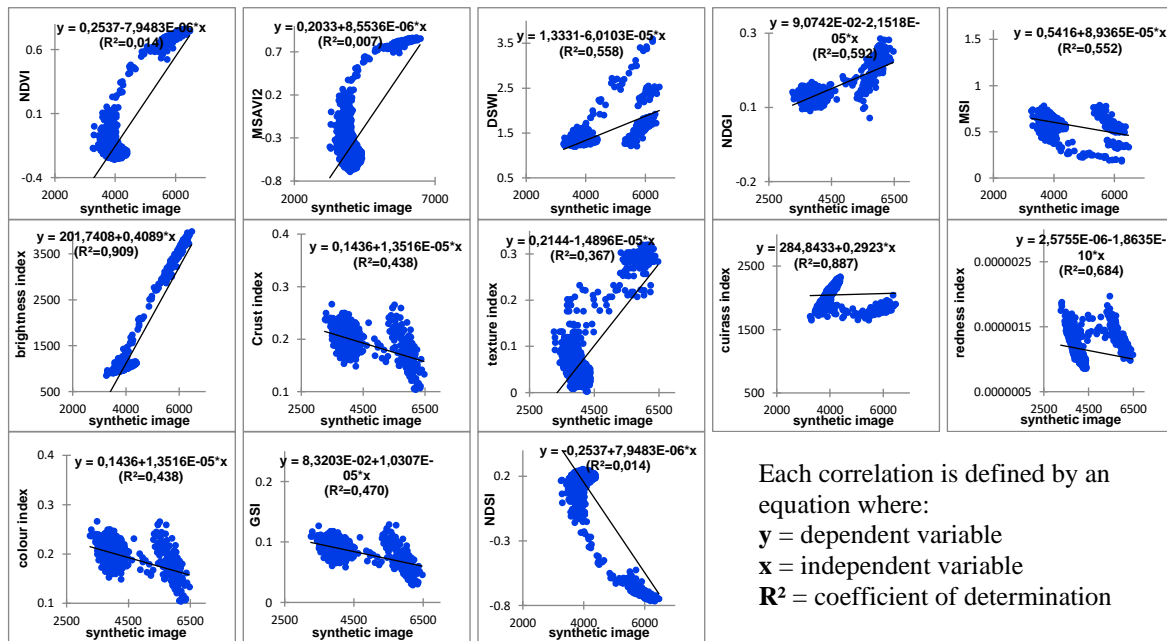 y = 0,2537-7,9483E-06*x
(R²=0,014)
NDVI
0.6
0.1
-0.4
2000 4000 6000
synthetic image
y = 0,2033+8,5536E-06*x
(R²=0,007)
MSAVI2
0.7
0.2
-0.3
-0.8
2000 7000
synthetic image
y = 1,3331-6,0103E-05*x
(R²=0,558)
DSWI
3.5
2.5
1.5
0.5
2000 4000 6000
synthetic image
y = 9,0742E-02-2,1518E-
05*x
(R²=0,592)
NDGI
0.3
0.1
-0.2
2500 4500 6500
synthetic image
y = 0,5416+8,9365E-05*x
(R²=0,552)
MSI
1.5
1
0.5
0
2000 4000 6000
synthetic image
y = 201,7408+0,4089*x
(R²=0,909)
brightness index
3500
2500
1500
500
2000 4000 6000
synthetic image
y = 0,1436+1,3516E-05*x
(R²=0,438)
Crust index
0.4
0.3
0.2
0.1
2500 4500 6500
synthetic image
y = 0,2144-1,4896E-05*x
(R²=0,367)
texture index
0.3
0.2
0.1
0
2500 4500 6500
synthetic image
y = 284,8433+0,2923*x
(R²=0,887)
cuirass index
2500
1500
500
2000 4000 6000
synthetic image
y = 2,5755E-06-1,8635E-
10*x
(R²=0,684)
redness index
0.0000025
0.0000015
0.0000005
2500 4500 6500
synthetic image
y = 0,1436+1,3516E-05*x
(R²=0,438)
colour index
0.4
0.3
0.2
0.1
2500 4500 6500
synthetic image
y = 8,3203E-02+1,0307E-
05*x
(R²=0,470)
GSI
0.2
0.1
0
2500 4500 6500
synthetic image
y = -0,2537+7,9483E-06*x
(R²=0,014)
NDSI
0.2
-0.3
-0.8
2000 4000 6000
synthetic image
Each correlation is defined by an
equation where:
y = dependent variable
x = independent variable
R² = coefficient of determination